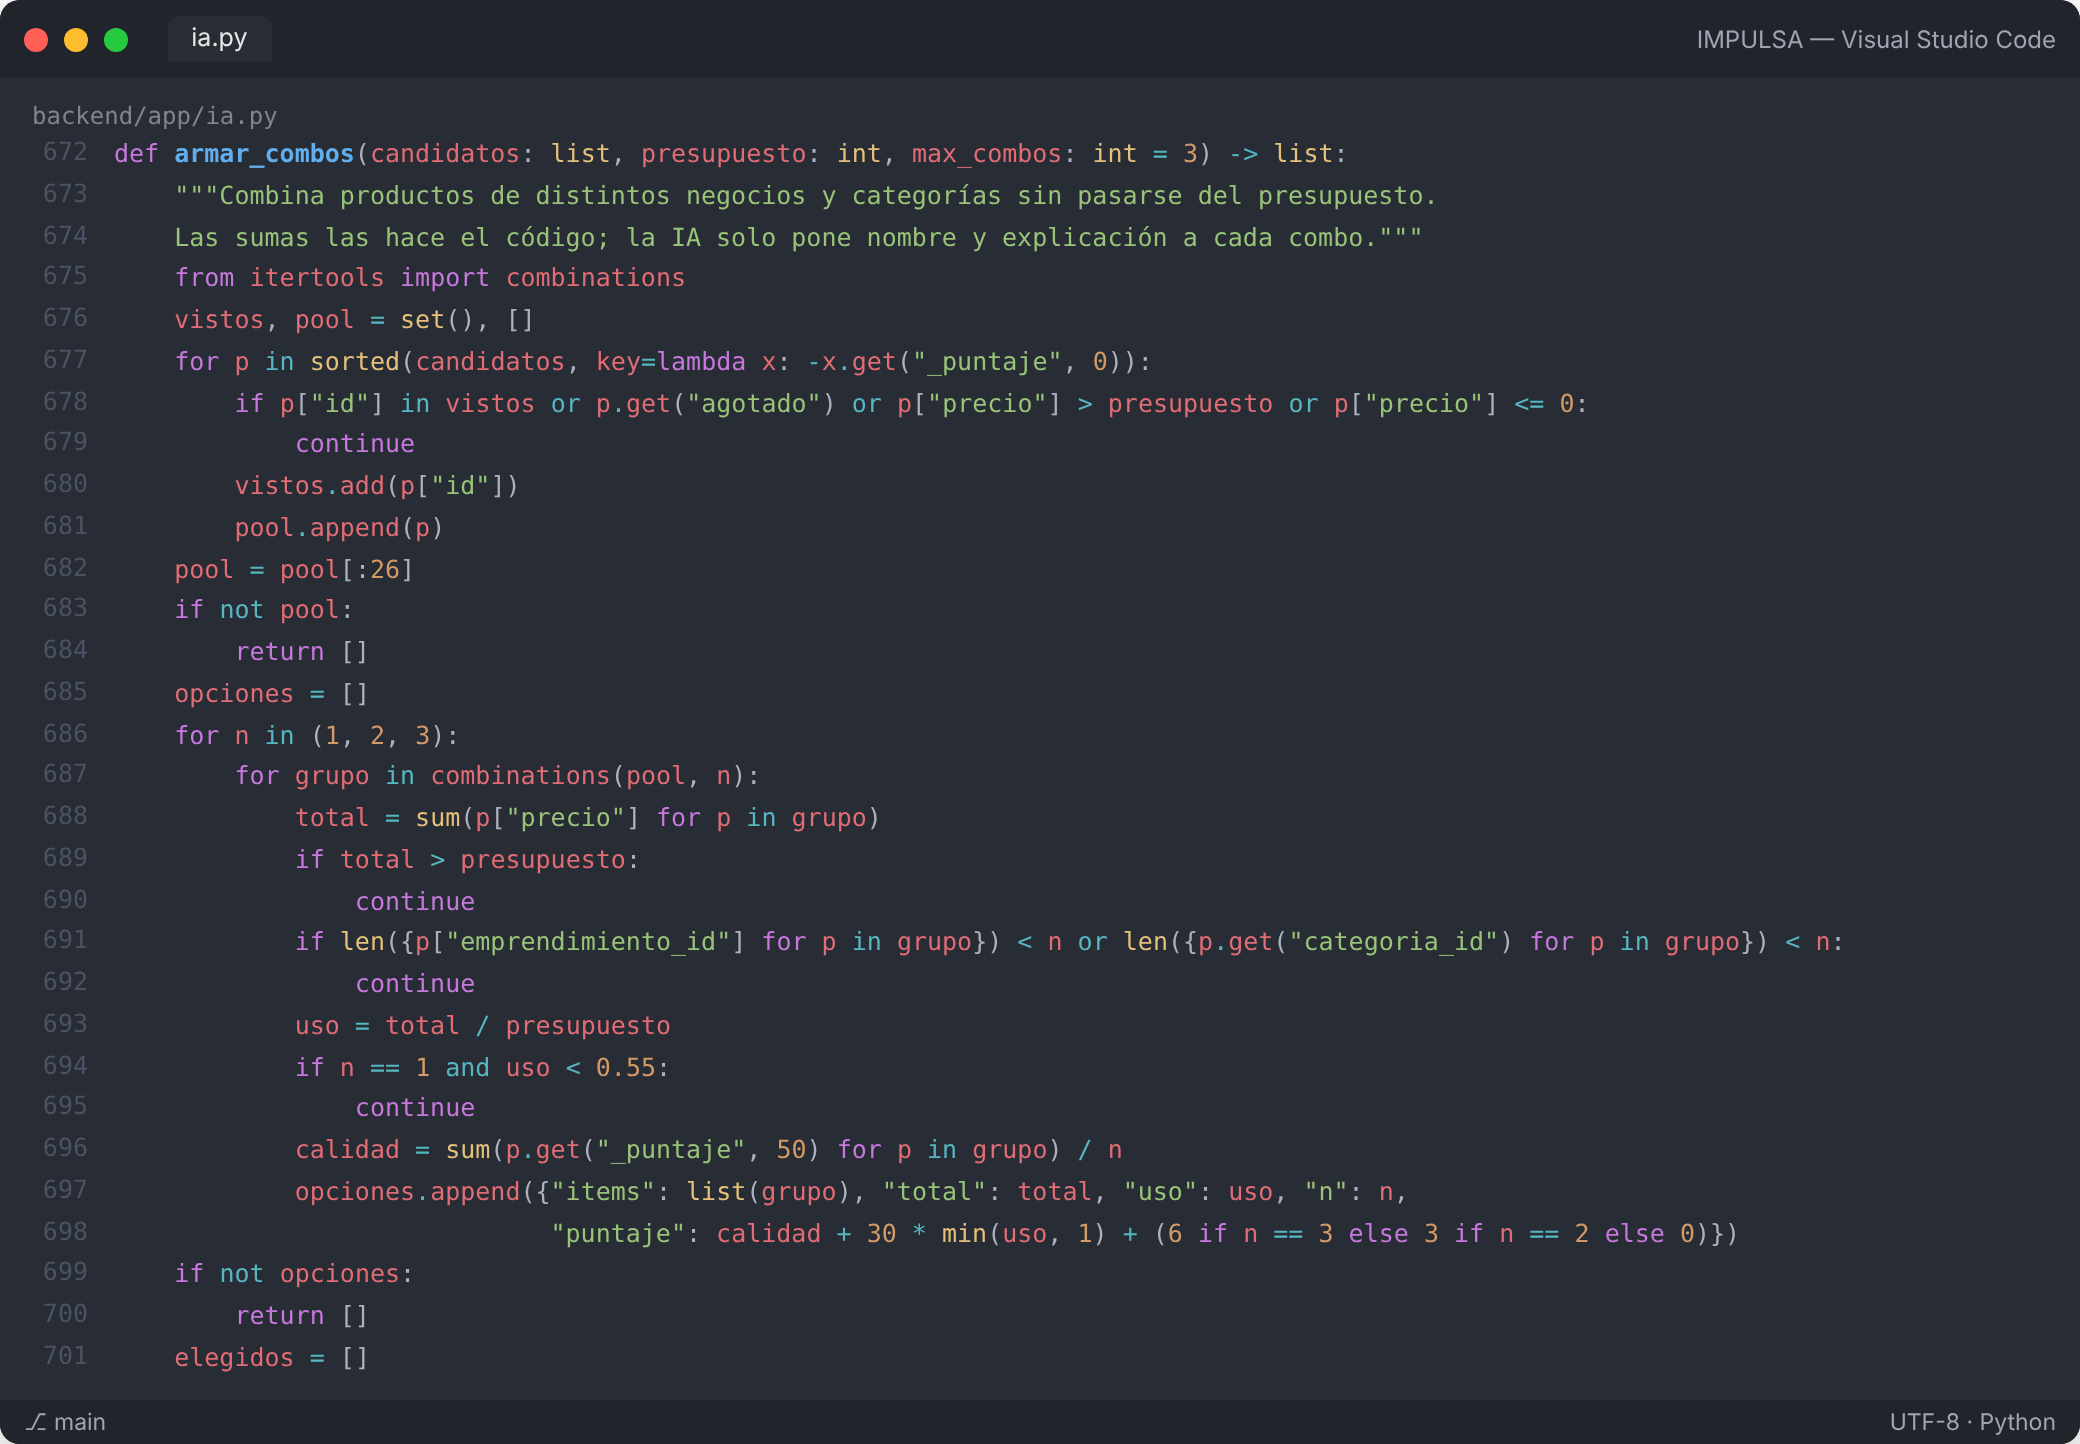 ia.py
IMPULSA — Visual Studio Code
backend/app/ia.py
672 def armar_combos(candidatos: list, presupuesto: int, max_combos: int = 3) -> list:
673     """Combina productos de distintos negocios y categorías sin pasarse del presupuesto.
674     Las sumas las hace el código; la IA solo pone nombre y explicación a cada combo."""
675     from itertools import combinations
676     vistos, pool = set(), []
677     for p in sorted(candidatos, key=lambda x: -x.get("_puntaje", 0)):
678         if p["id"] in vistos or p.get("agotado") or p["precio"] > presupuesto or p["precio"] <= 0:
679             continue
680         vistos.add(p["id"])
681         pool.append(p)
682     pool = pool[:26]
683     if not pool:
684         return []
685     opciones = []
686     for n in (1, 2, 3):
687         for grupo in combinations(pool, n):
688             total = sum(p["precio"] for p in grupo)
689             if total > presupuesto:
690                 continue
691             if len({p["emprendimiento_id"] for p in grupo}) < n or len({p.get("categoria_id") for p in grupo}) < n:
692                 continue
693             uso = total / presupuesto
694             if n == 1 and uso < 0.55:
695                 continue
696             calidad = sum(p.get("_puntaje", 50) for p in grupo) / n
697             opciones.append({"items": list(grupo), "total": total, "uso": uso, "n": n,
698                              "puntaje": calidad + 30 * min(uso, 1) + (6 if n == 3 else 3 if n == 2 else 0)})
699     if not opciones:
700         return []
701     elegidos = []
⎇ main
UTF-8 · Python